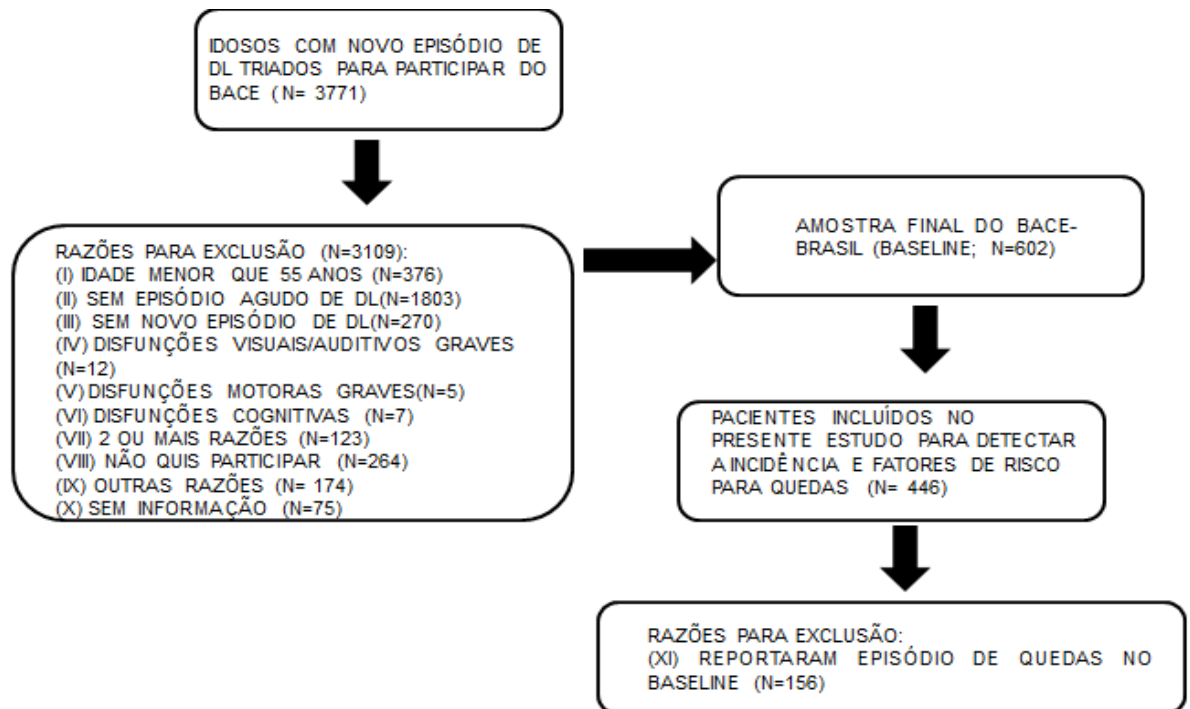 IDOSOS COM NOVO EPISÓDIO DE
DL TRIADOS PARA PARTICIPAR DO
BACE (N= 3771)
RAZÕES PARA EXCLUSÃO (N=3109):
(I) IDADE MENOR QUE 55 ANOS (N=376)
(II) SEM EPISÓDIO AGUDO DE DL(N=1803)
(III) SEM NOVO EPISÓDIO DE DL(N=270)
(IV) DISFUNÇÕES VISUAIS/AUDITIVOS GRAVES
(N=12)
(V) DISFUNÇÕES MOTORAS GRAVES(N=5)
(VI) DISFUNÇÕES COGNITIVAS (N=7)
(VII) 2 OU MAIS RAZÕES (N=123)
(VIII) NÃO QUIS PARTICIPAR (N=264)
(IX) OUTRAS RAZÕES (N= 174)
(X) SEM INFORMAÇÃO (N=75)
AMOSTRA FINAL DO BACE-
BRASIL (BASELINE; N=602)
PACIENTES INCLUÍDOS NO
PRESENTE ESTUDO PARA DETECTAR
A INCIDÊNCIA E FATORES DE RISCO
PARA QUEDAS (N= 446)
RAZÕES PARA EXCLUSÃO:
(XI) REPORTARAM EPISÓDIO DE QUEDAS NO
BASELINE (N=156)